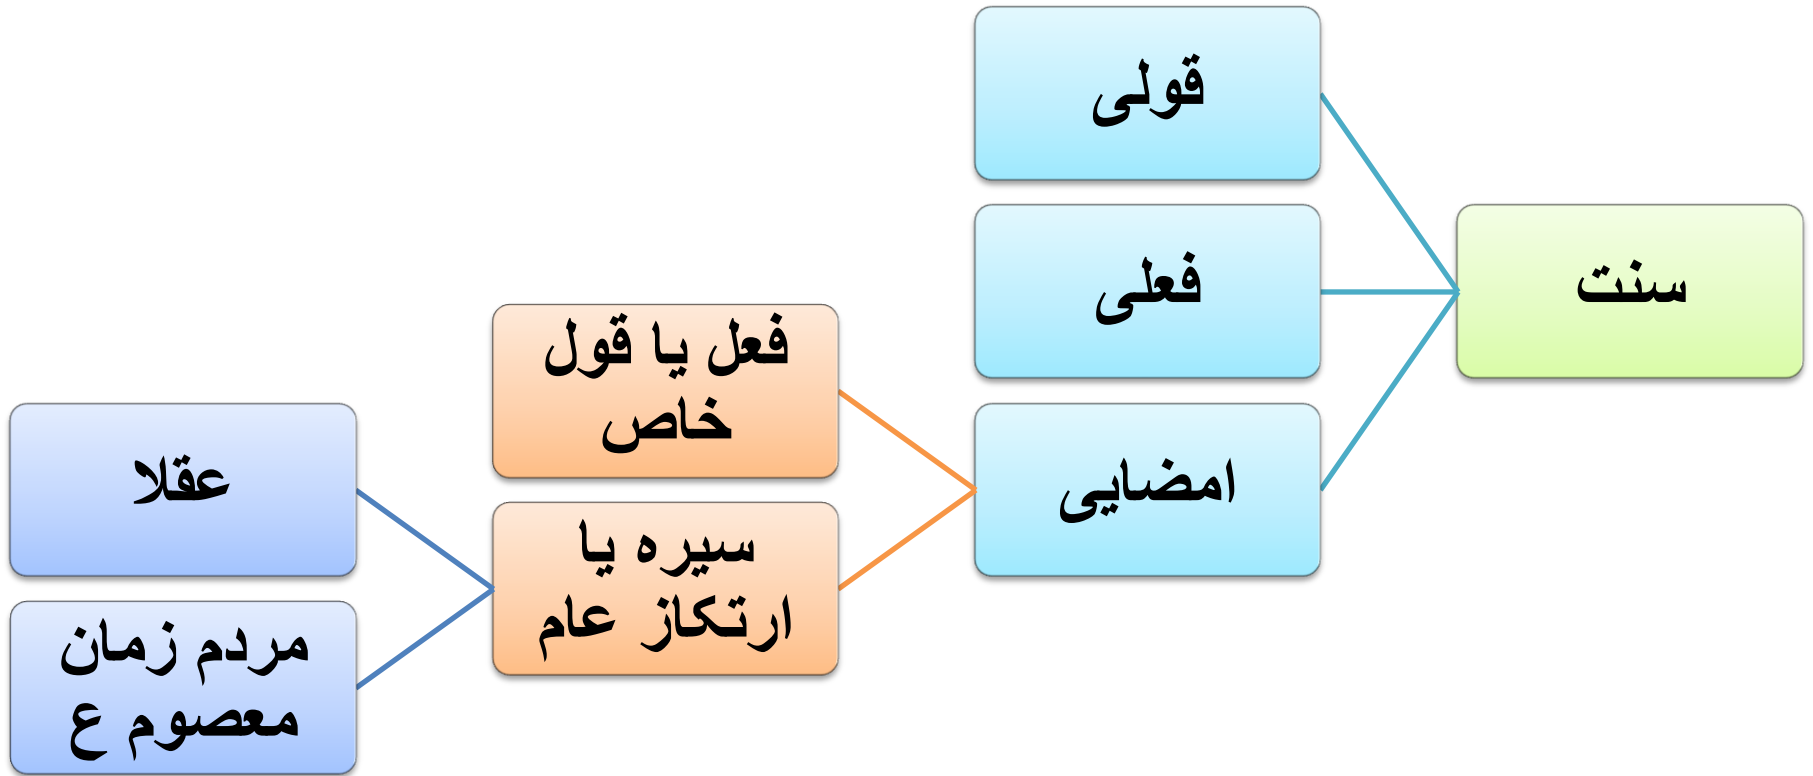 سنت
قولی
فعلی
امضایی
فعل یا قول
خاص
سیره یا
ارتکاز عام
عقلا
مردم زمان
معصوم ع